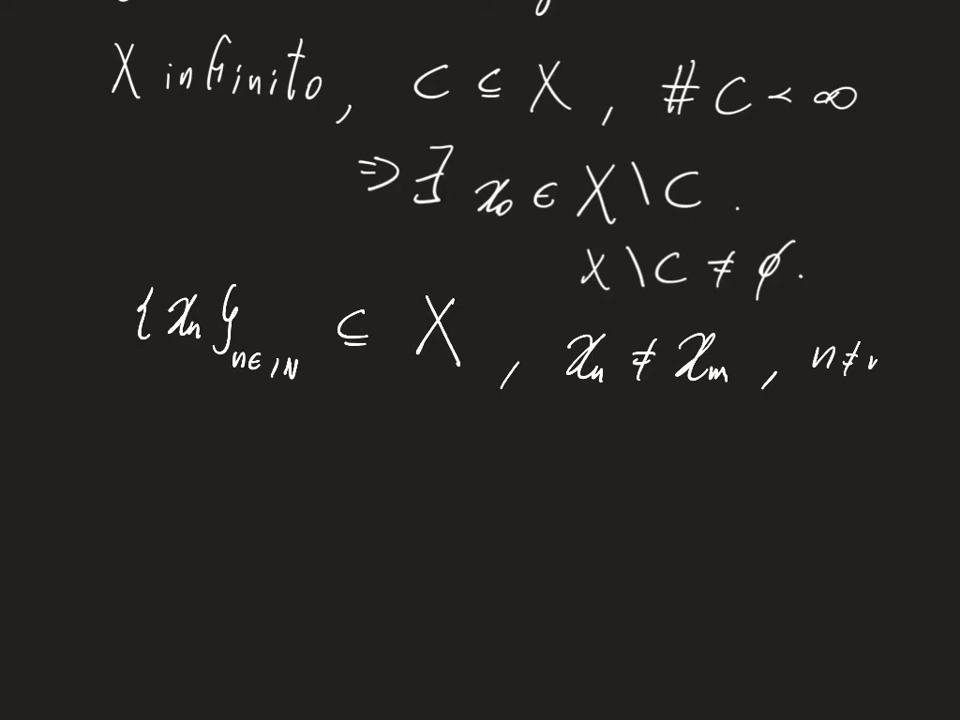 X infinito, C ⊆ X, # C < ∞
⇒ ∃ x₀ ∈ X \ C.
X \ C ≠ ∅.
{xₙ}ₙ∈ℕ ⊆ X, xₙ ≠ xₘ, n ≠